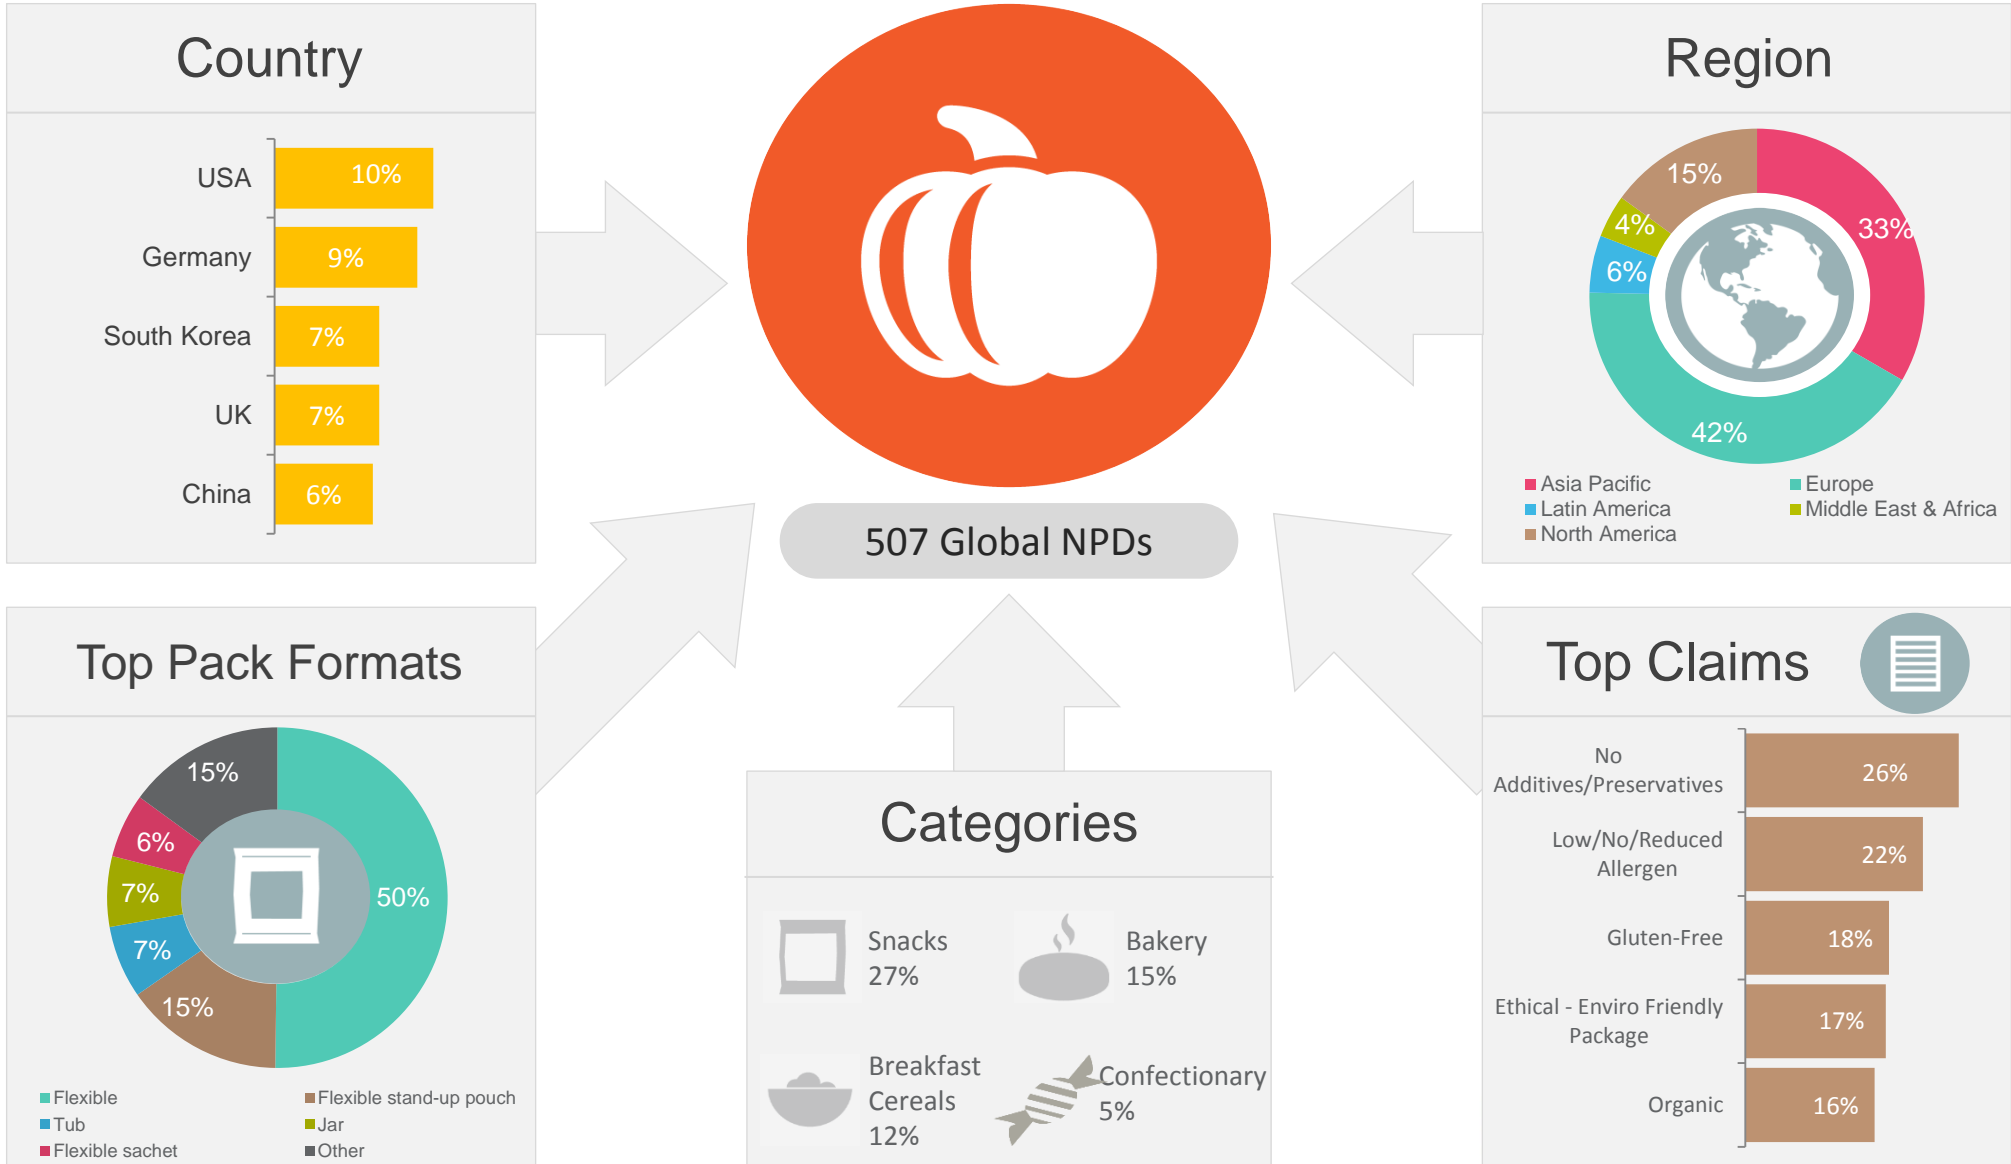 Country
USA
10%
Germany
9%
South Korea
7%
UK
7%
China
6%
507 Global NPDs
Region
15%
33%
4%
6%
42%
Asia Pacific
Europe
Latin America
Middle East & Africa
North America
Top Pack Formats
15%
6%
7%
50%
7%
15%
Flexible
Flexible stand-up pouch
Tub
Jar
Flexible sachet
Other
Categories
Snacks
27%
Bakery
15%
Breakfast
Cereals
12%
Confectionary
5%
Top Claims
No
Additives/Preservatives
26%
Low/No/Reduced
Allergen
22%
Gluten-Free
18%
Ethical - Enviro Friendly
Package
17%
Organic
16%